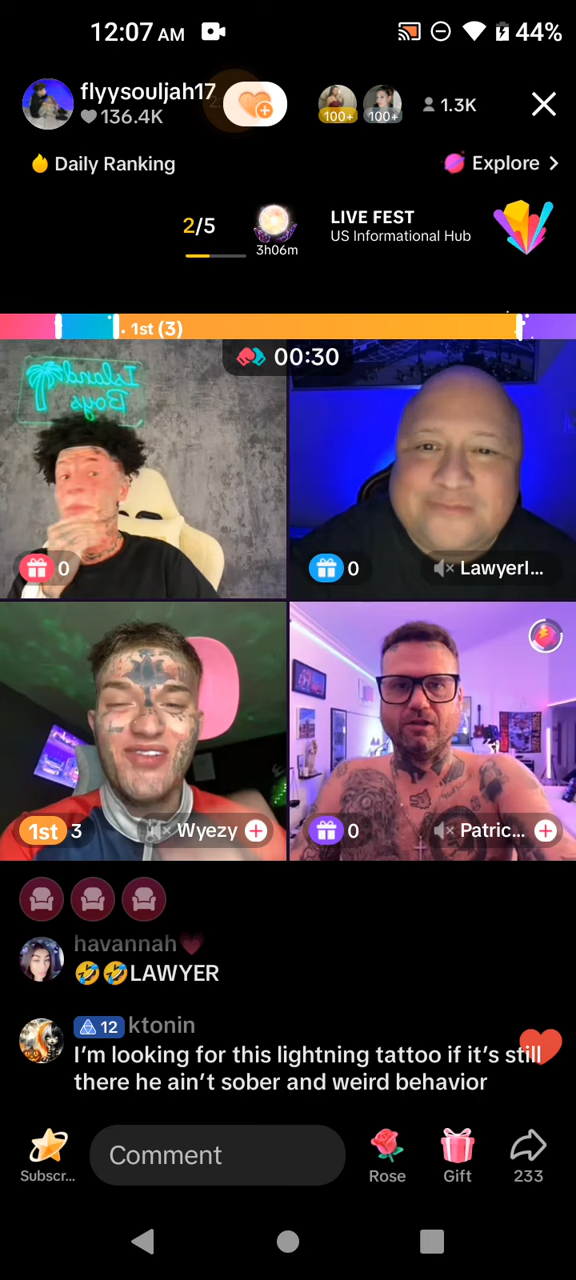 12:07 AM
44%
flyysouljah17
136.4K
100+
100+
1.3K
Daily Ranking
Explore >
2/5
3h06m
LIVE FEST
US Informational Hub
1st (3)
00:30
Island
Boys
0
0
Lawyerl...
1st 3
Wyezy
0
Patric...
havannah
🤣🤣LAWYER
12 ktonin
I’m looking for this lightning tattoo if it’s still
there he ain’t sober and weird behavior
Subscr...
Comment
Rose
Gift
233